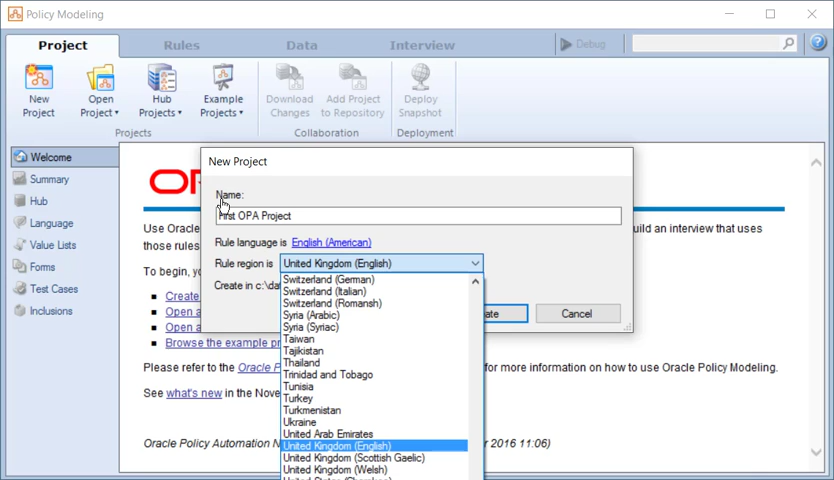 Policy Modeling
Project
Rules
Data
Interview
Debug
New Project
Open Project
Hub Projects
Example Projects
Download Changes
Add Project to Repository
Deploy Snapshot
Projects
Collaboration
Deployment
Welcome
Summary
Hub
Language
Value Lists
Forms
Test Cases
Inclusions
New Project
Name:
First OPA Project
Rule language is English (American)
Rule region is United Kingdom (English)
Create in c:\da
Cancel
Switzerland (German)
Switzerland (Italian)
Switzerland (Romansh)
Syria (Arabic)
Syria (Syriac)
Taiwan
Tajikistan
Thailand
Trinidad and Tobago
Tunisia
Turkey
Turkmenistan
Ukraine
United Arab Emirates
United Kingdom (English)
United Kingdom (Scottish Gaelic)
United Kingdom (Welsh)
Use Oracle
build an interview that uses
those rules
To begin, yo
Create
Open a
Open a
Browse the example pr
Please refer to the Oracle P
for more information on how to use Oracle Policy Modeling.
See what's new in the Nove
Oracle Policy Automation N
er 2016 11:06)